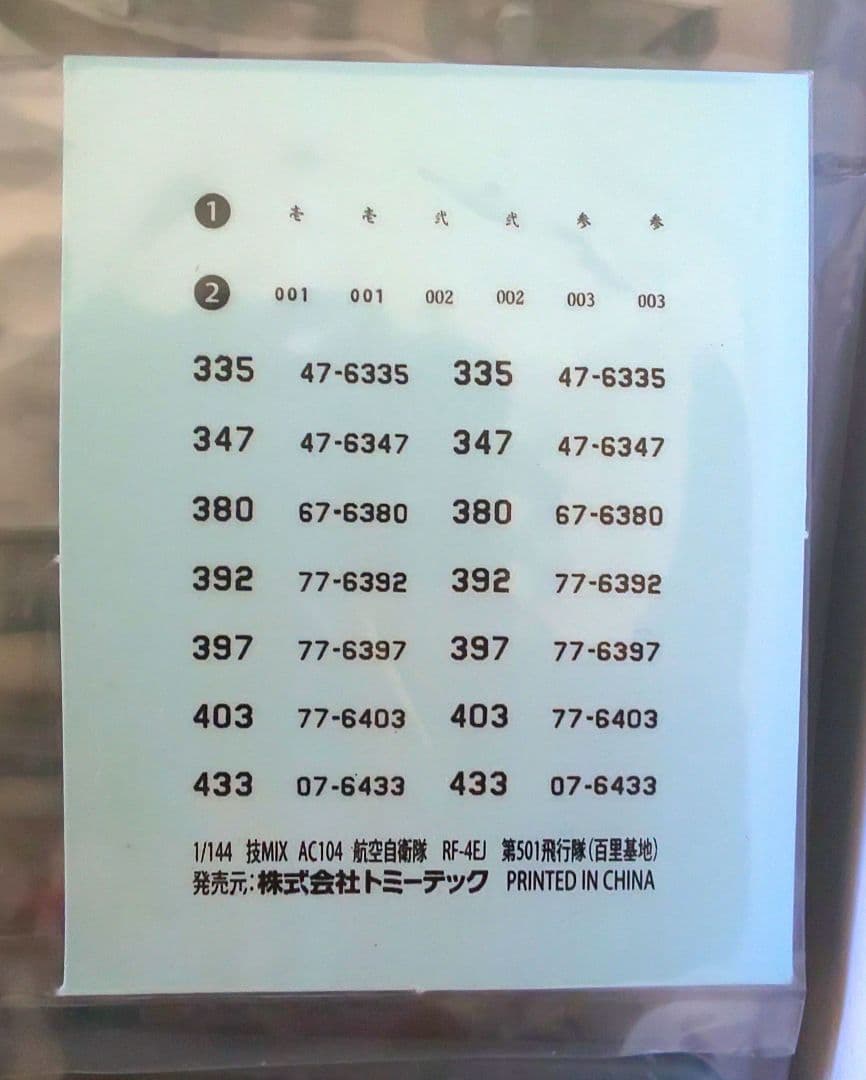 1 壱 壱 弐 弐 参 参
2 001 001 002 002 003 003
335 47-6335 335 47-6335
347 47-6347 347 47-6347
380 67-6380 380 67-6380
392 77-6392 392 77-6392
397 77-6397 397 77-6397
403 77-6403 403 77-6403
433 07-6433 433 07-6433
1/144 技MIX AC104 航空自衛隊 RF-4EJ 第501飛行隊(百里基地)
発売元:株式会社トミーテック PRINTED IN CHINA